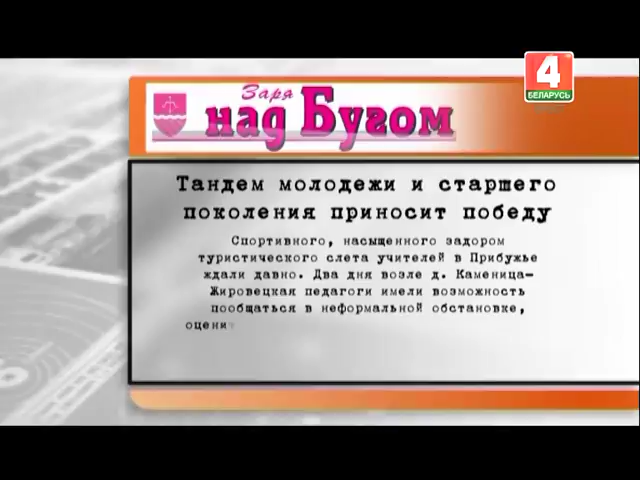 4
БЕЛАРУСЬ
Заря
над Бугом
Тандем молодежи и старшего
поколения приносит победу
Спортивного, насыщенного задором
туристического слета учителей в Прибужье
ждали давно. Два дня возле д. Каменица-
Жировецкая педагоги имели возможность
пообщаться в неформальной обстановке,
оцени